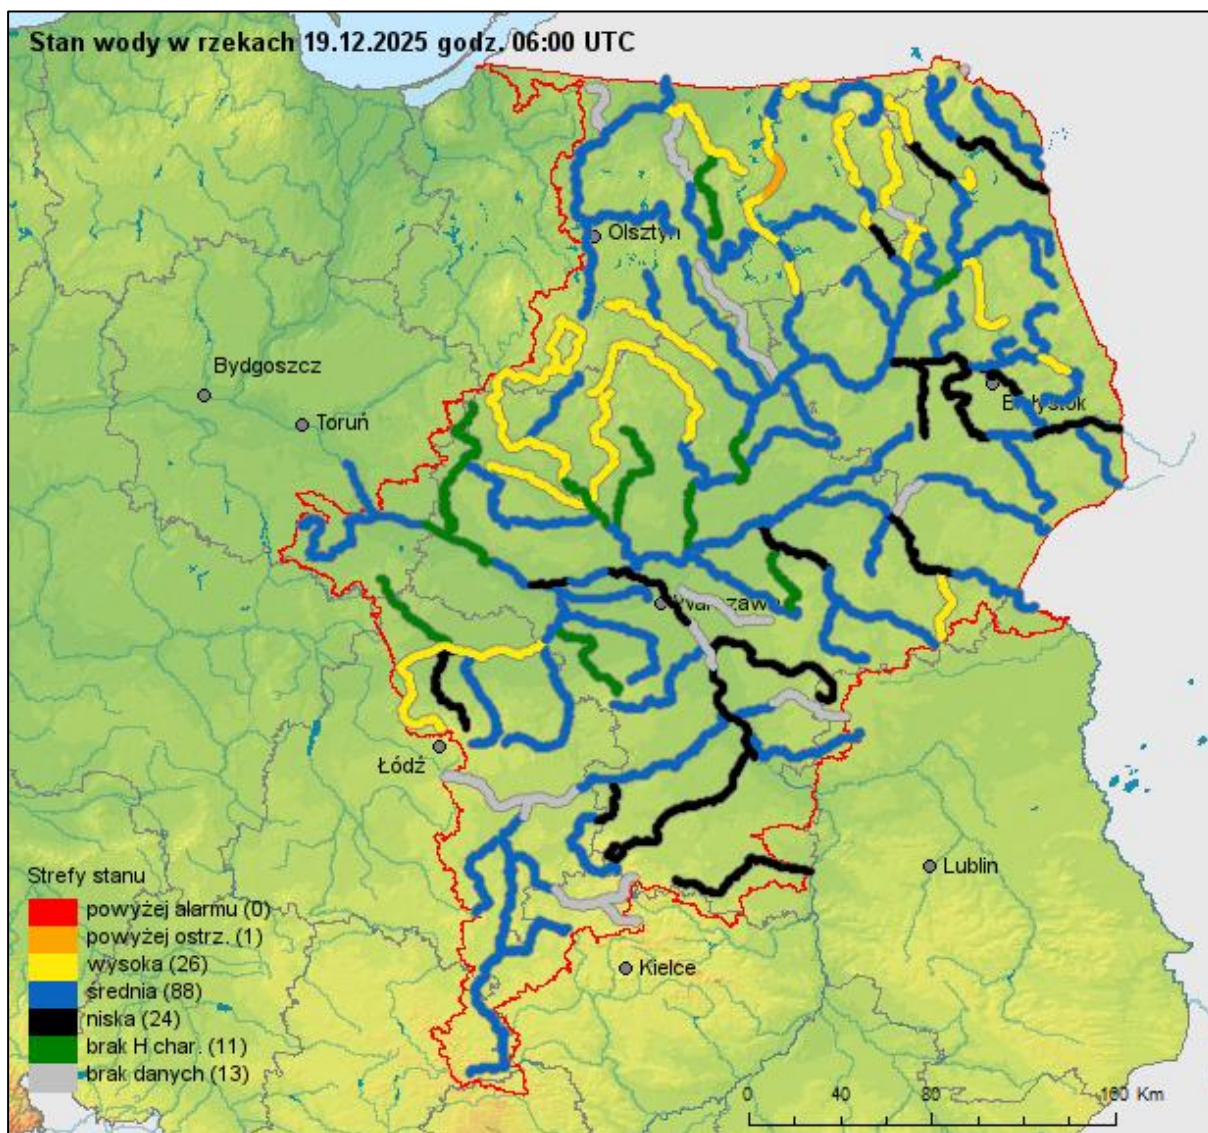 Stan wody w rzekach 19.12.2025 godz. 06:00 UTC
Olsztyn
Bydgoszcz
Toruń
Białystok
Warszawa
Łódź
Lublin
Kielce
Strefy stanu
powyżej alarmu (0)
powyżej ostrz. (1)
wysoka (26)
średnia (88)
niska (24)
brak H char. (11)
brak danych (13)
0 40 80 160 Km